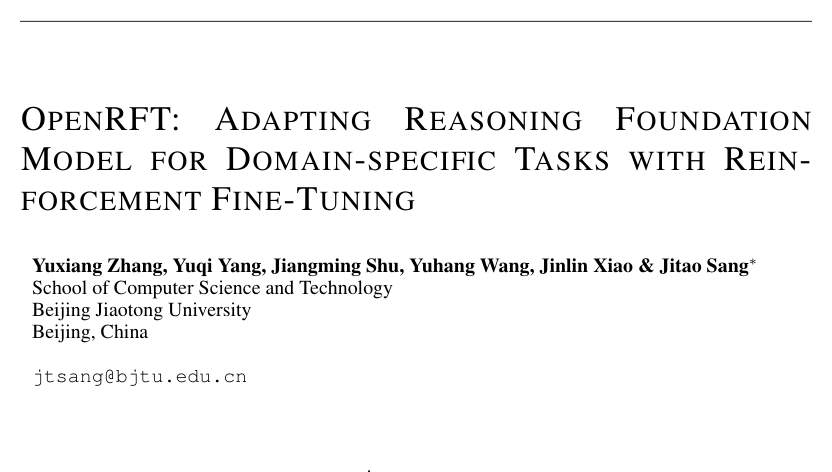 OPENRFT: ADAPTING REASONING FOUNDATION
MODEL FOR DOMAIN-SPECIFIC TASKS WITH REIN-
FORCEMENT FINE-TUNING
Yuxiang Zhang, Yuqi Yang, Jiangming Shu, Yuhang Wang, Jinlin Xiao & Jitao Sang*
School of Computer Science and Technology
Beijing Jiaotong University
Beijing, China
jtsang@bjtu.edu.cn